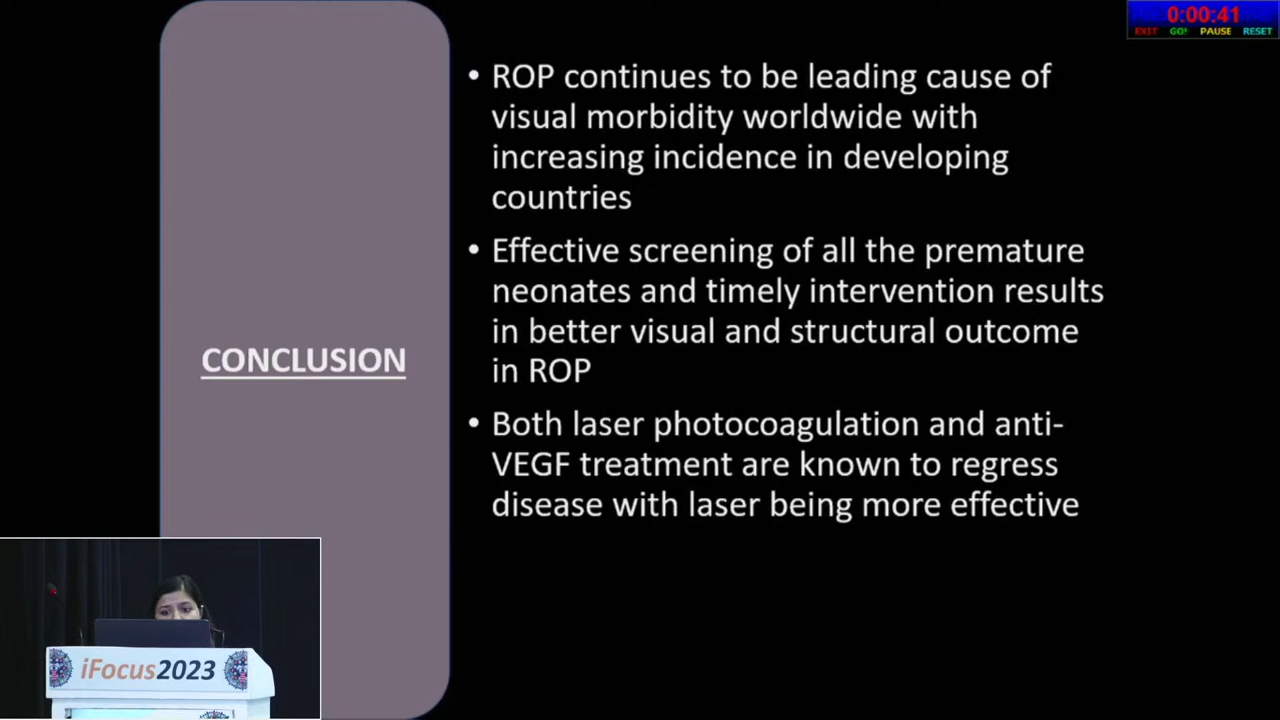 0:00:41
EXIT GO! PAUSE RESET
• ROP continues to be leading cause of
visual morbidity worldwide with
increasing incidence in developing
countries
• Effective screening of all the premature
neonates and timely intervention results
in better visual and structural outcome
in ROP
CONCLUSION
• Both laser photocoagulation and anti-
VEGF treatment are known to regress
disease with laser being more effective
iFocus2023